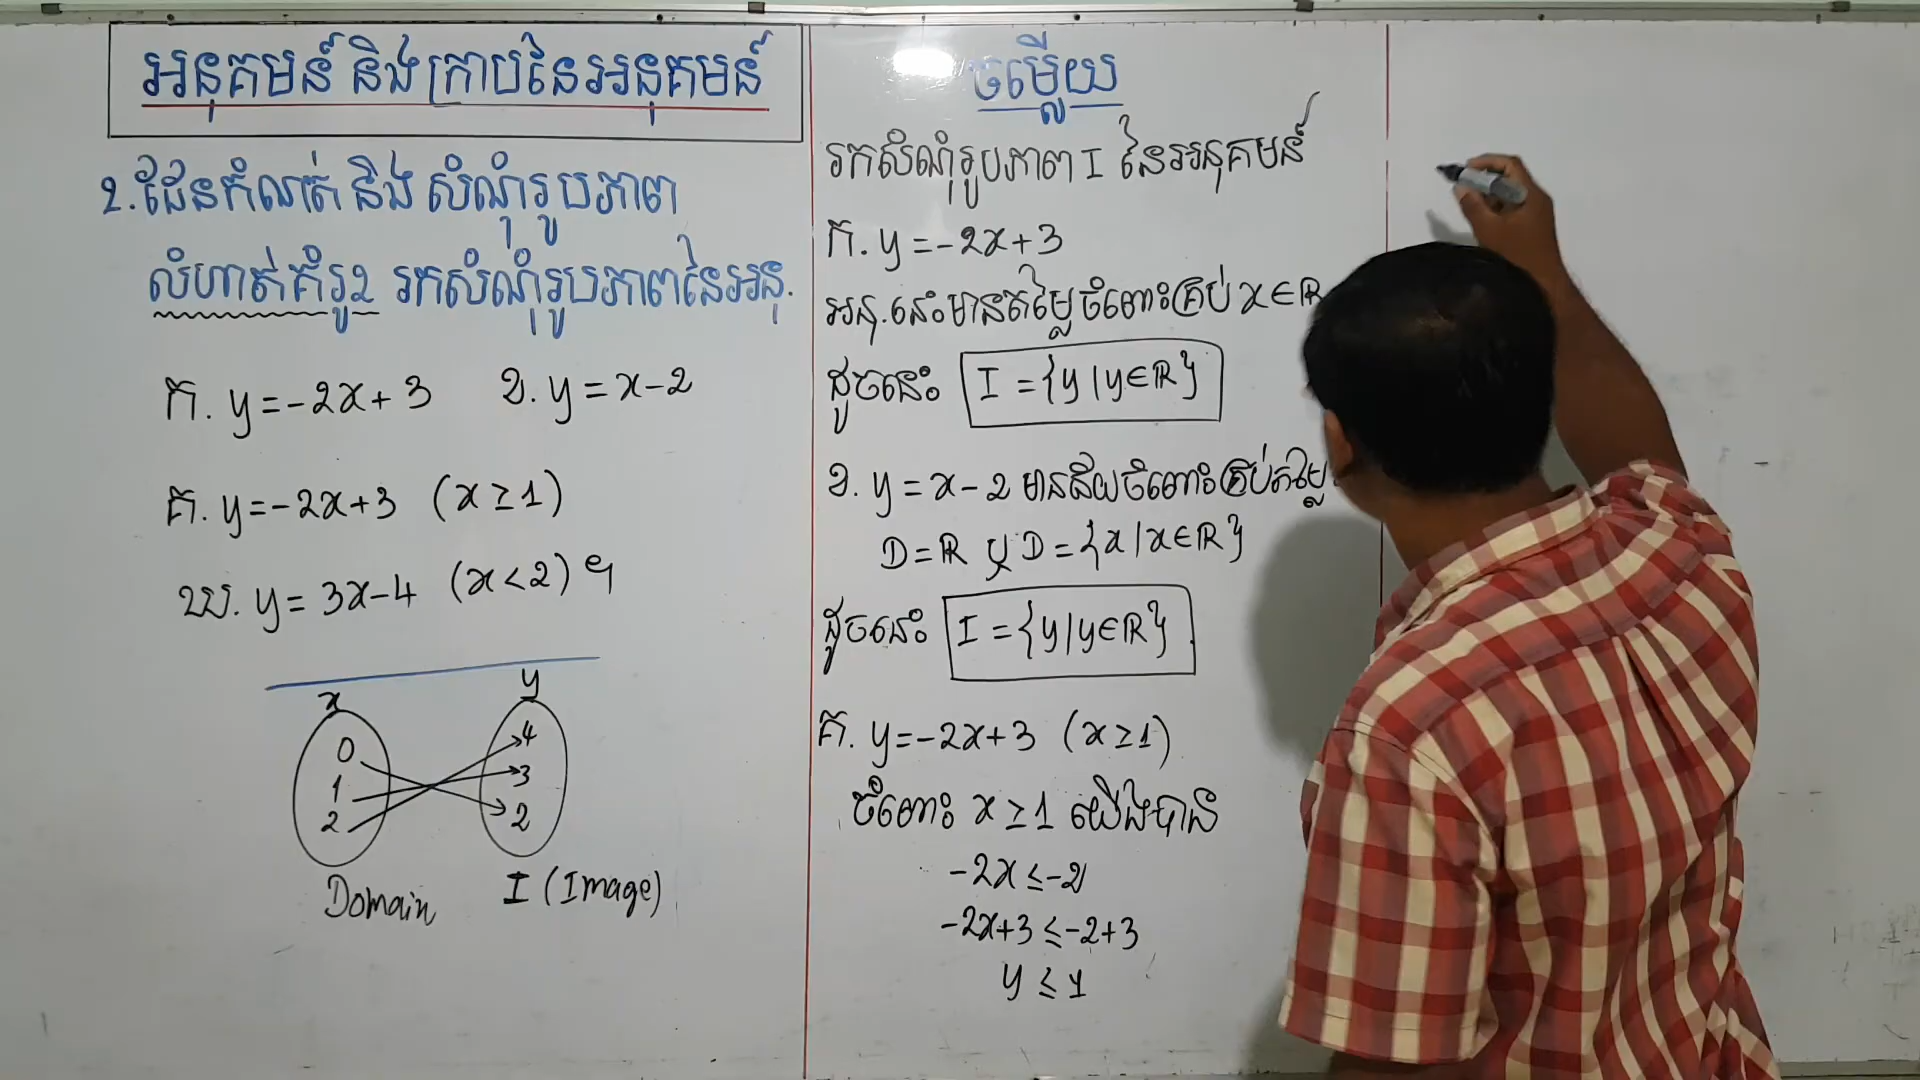 អនុគមន៍ និង ក្រាបនៃអនុគមន៍
2. ដែនកំណត់ និង សំណុំរូបភាព
លំហាត់គំរូ2 រកសំណុំរូបភាពនៃអនុ.
ក. y=-2x+3 ខ. y=x-2
គ. y=-2x+3 (x≥1)
ឃ. y=3x-4 (x<2) ។
x y
0 4
1 3
2 2
Domain I (Image)
ចម្លើយ
រកសំណុំរូបភាព I នៃអនុគមន៍
ក. y=-2x+3
អនុ.នេះមានតម្លៃចំពោះគ្រប់ x∈ℝ
ដូចនេះ I={y|y∈ℝ}
ខ. y=x-2 មានន័យចំពោះគ្រប់តម្លៃ
D=ℝ ឬ D={x|x∈ℝ}
ដូចនេះ I={y|y∈ℝ}.
គ. y=-2x+3 (x≥1)
ចំពោះ x≥1 យើងបាន
-2x≤-2
-2x+3≤-2+3
y≤1